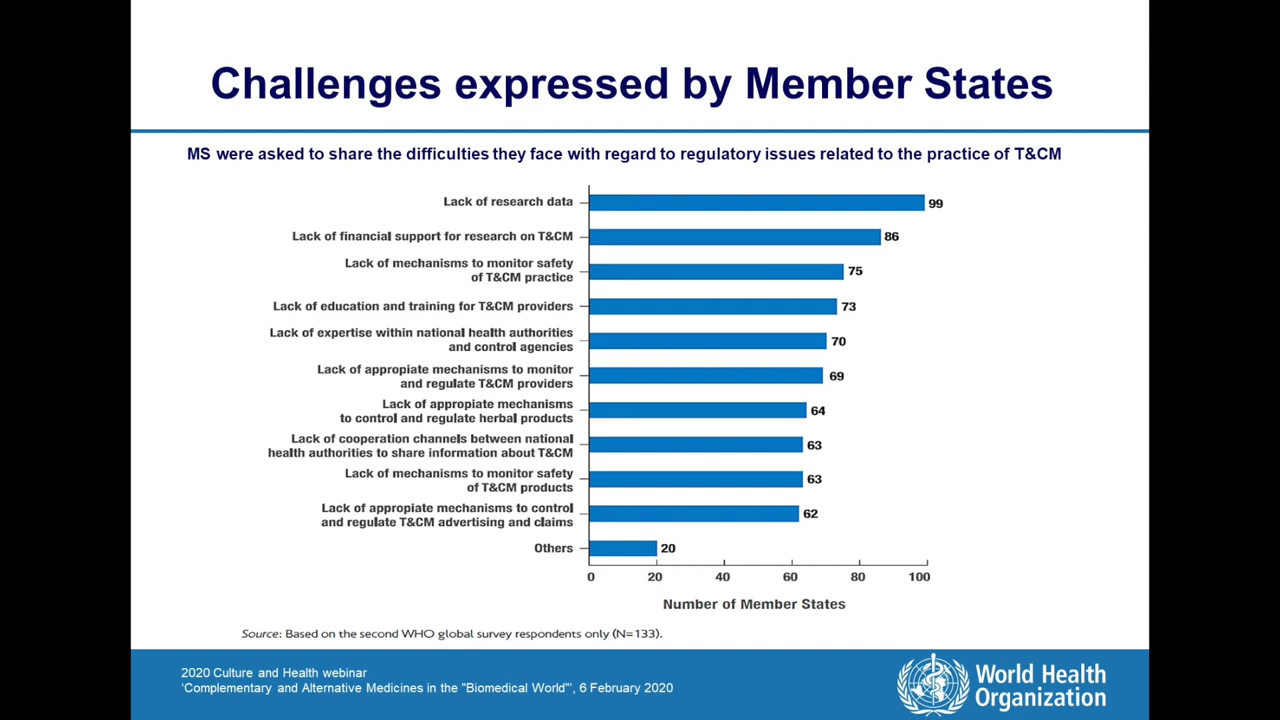 Challenges expressed by Member States
MS were asked to share the difficulties they face with regard to regulatory issues related to the practice of T&CM
Lack of research data
99
Lack of financial support for research on T&CM
86
Lack of mechanisms to monitor safety
of T&CM practice
75
Lack of education and training for T&CM providers
73
Lack of expertise within national health authorities
and control agencies
70
Lack of appropiate mechanisms to monitor
and regulate T&CM providers
69
Lack of appropiate mechanisms
to control and regulate herbal products
64
Lack of cooperation channels between national
health authorities to share information about T&CM
63
Lack of mechanisms to monitor safety
of T&CM products
63
Lack of appropiate mechanisms to control
and regulate T&CM advertising and claims
62
Others
20
0 20 40 60 80 100
Number of Member States
Source: Based on the second WHO global survey respondents only (N=133).
2020 Culture and Health webinar
'Complementary and Alternative Medicines in the "Biomedical World"', 6 February 2020
World Health
Organization